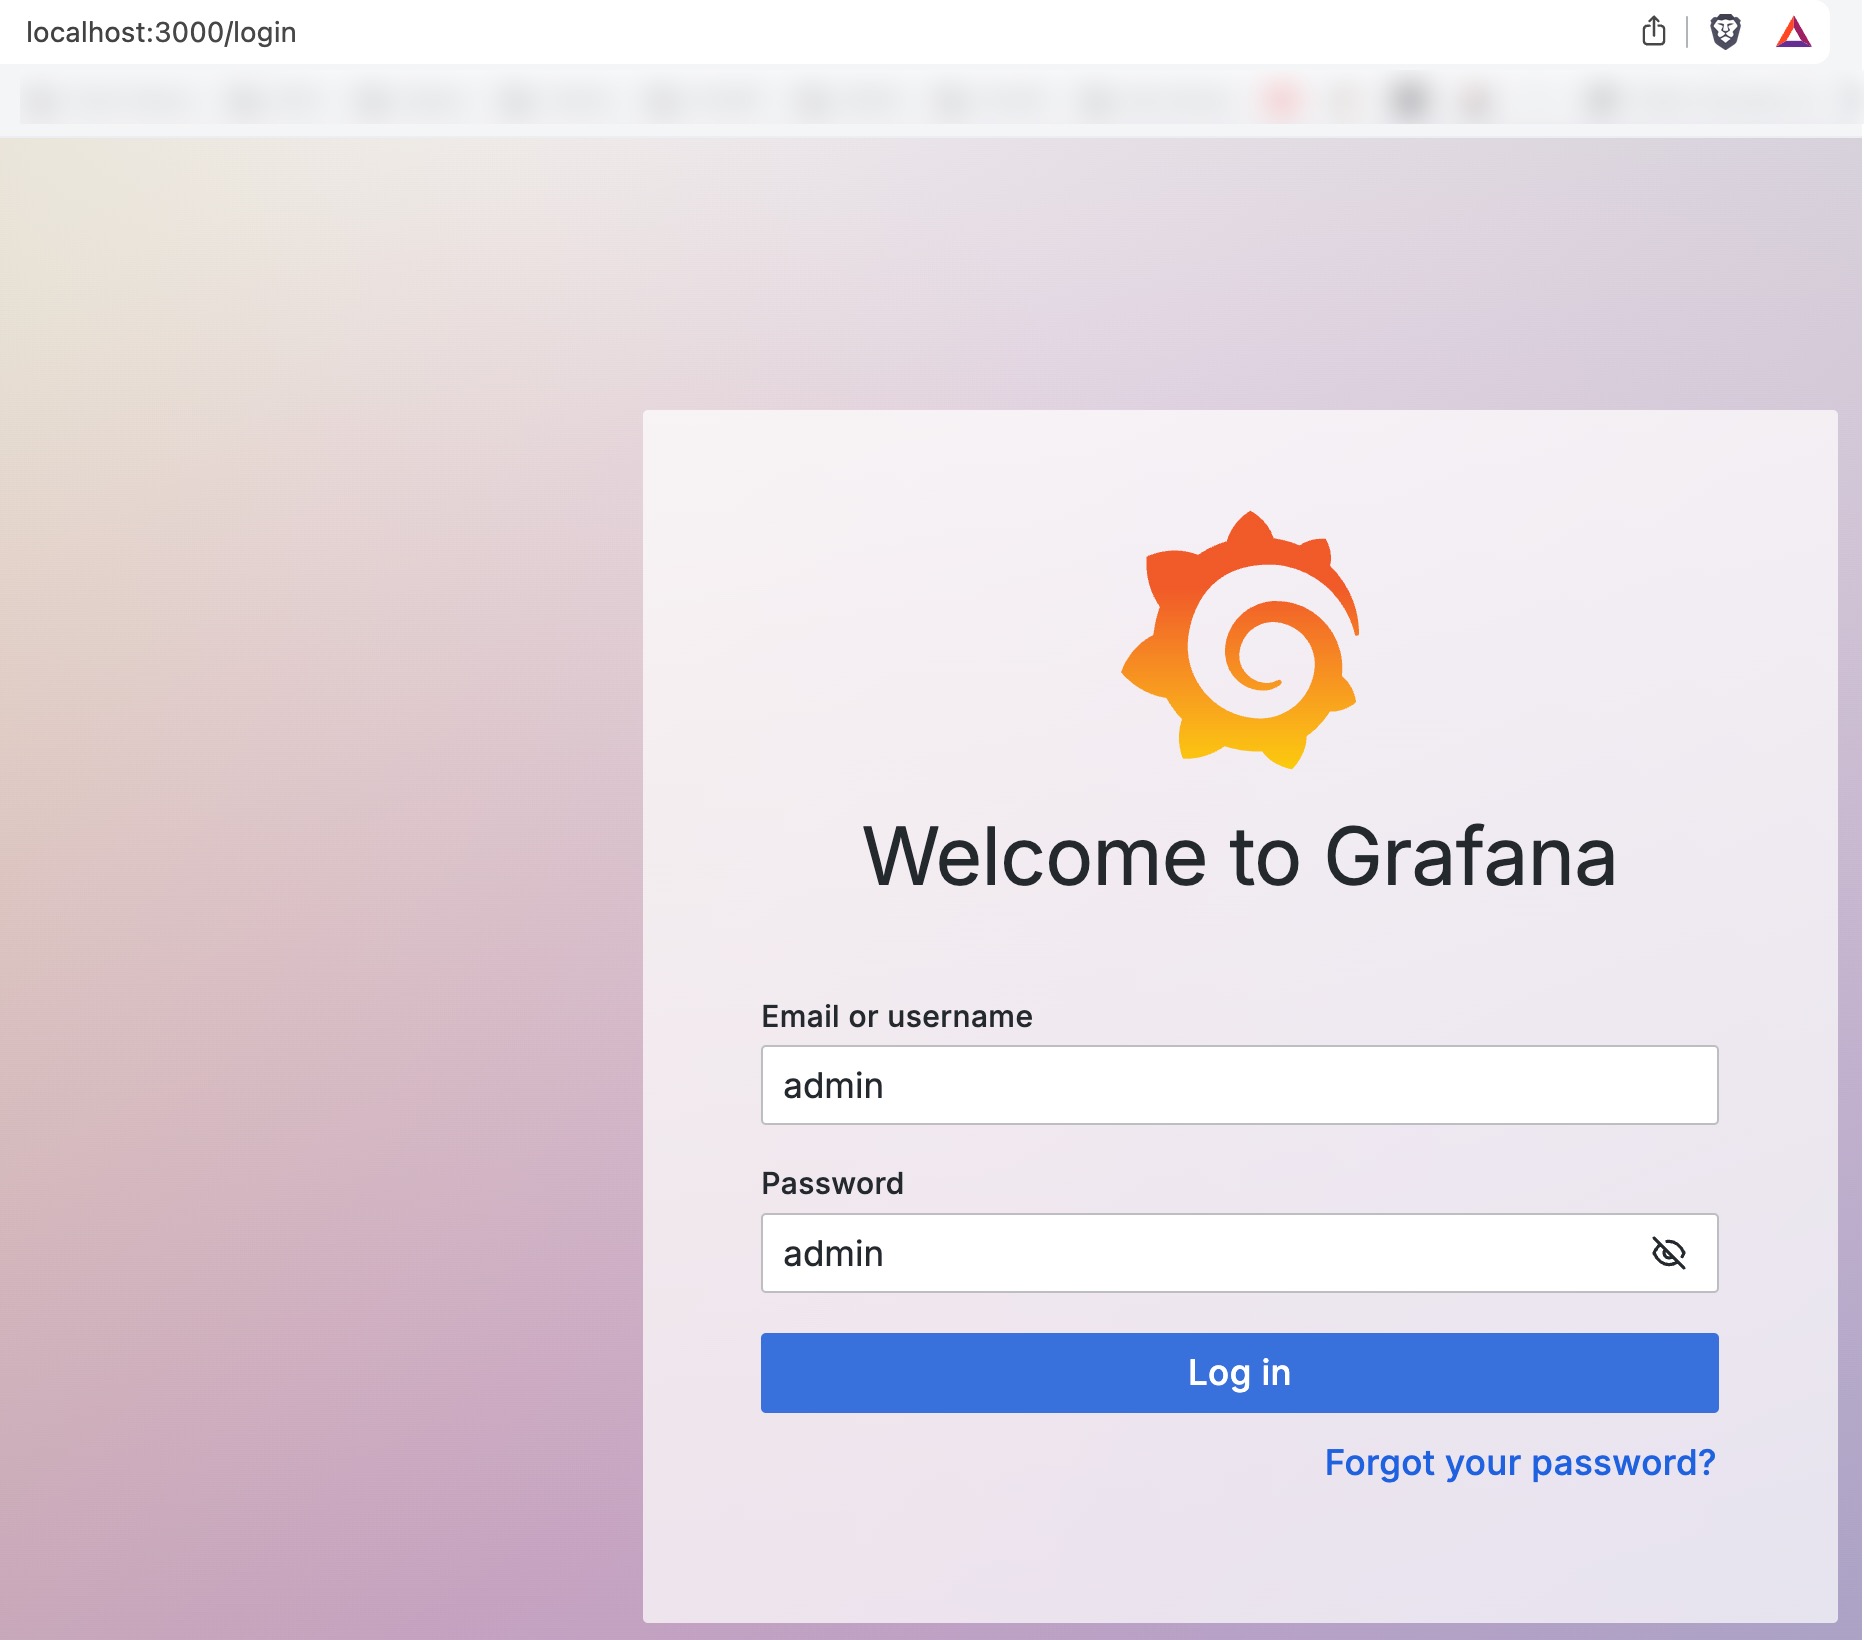 localhost:3000/login
Welcome to Grafana
Email or username
admin
Password
admin
Log in
Forgot your password?